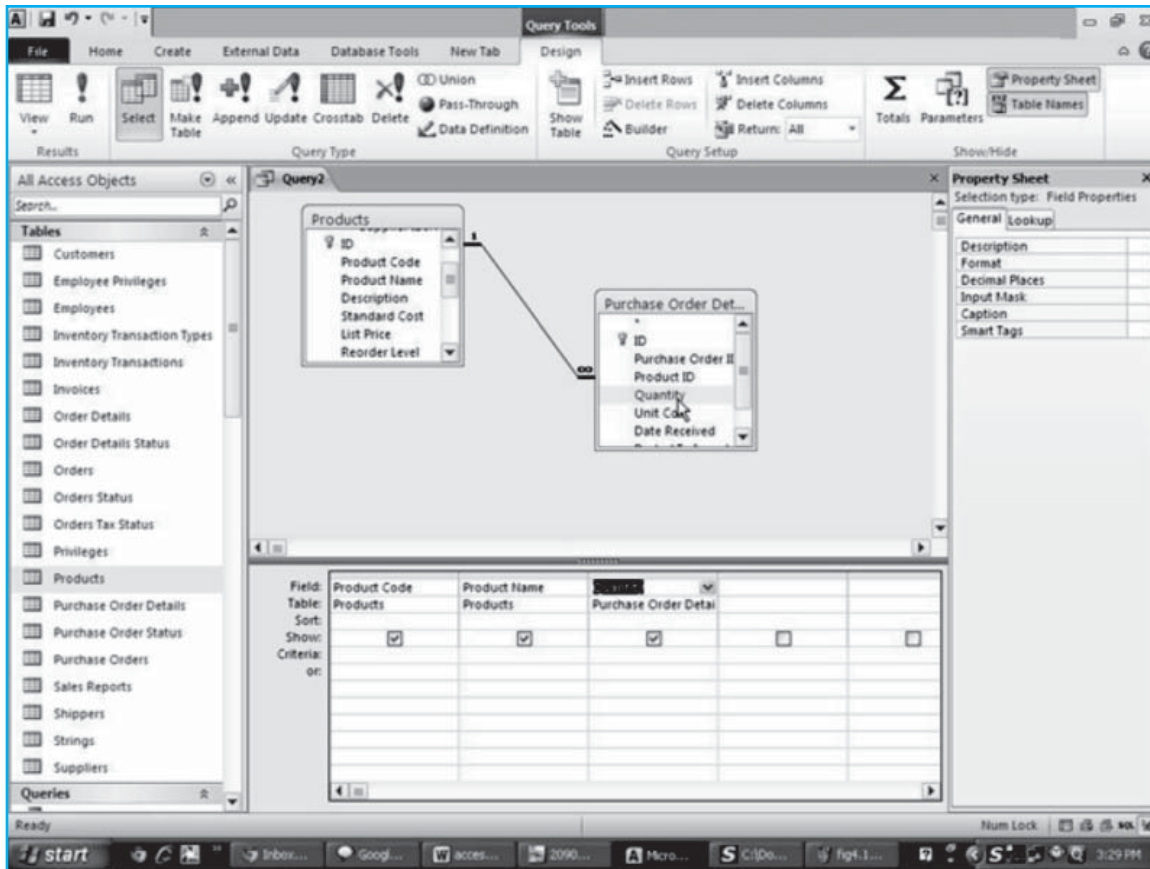 Query Tools
File Home Create External Data Database Tools New Tab Design
View
Run
Select
Make Table
Append
Update
Crosstab
Delete
Union
Pass-Through
Data Definition
Show Table
Insert Rows
Delete Rows
Builder
Insert Columns
Delete Columns
Return: All
Totals
Parameters
Property Sheet
Table Names
Results Query Type Query Setup Show/Hide
All Access Objects
Search...
Tables
Customers
Employee Privileges
Employees
Inventory Transaction Types
Inventory Transactions
Invoices
Order Details
Order Details Status
Orders
Orders Status
Orders Tax Status
Privileges
Products
Purchase Order Details
Purchase Order Status
Purchase Orders
Sales Reports
Shippers
Strings
Suppliers
Queries
Query2
Products
ID
Product Code
Product Name
Description
Standard Cost
List Price
Reorder Level
1
∞
Purchase Order Det...
*
ID
Purchase Order I
Product ID
Quantity
Unit
Date Received
Field: Product Code Product Name
Table: Products Products Purchase Order Detai
Sort:
Show:
Criteria:
or:
Property Sheet
Selection type: Field Properties
General Lookup
Description
Format
Decimal Places
Input Mask
Caption
Smart Tags
Ready Num Lock SQL
start Inbox... Googl... acces... 2090... Micro... C:\Do... fig4.1... 3:29 PM